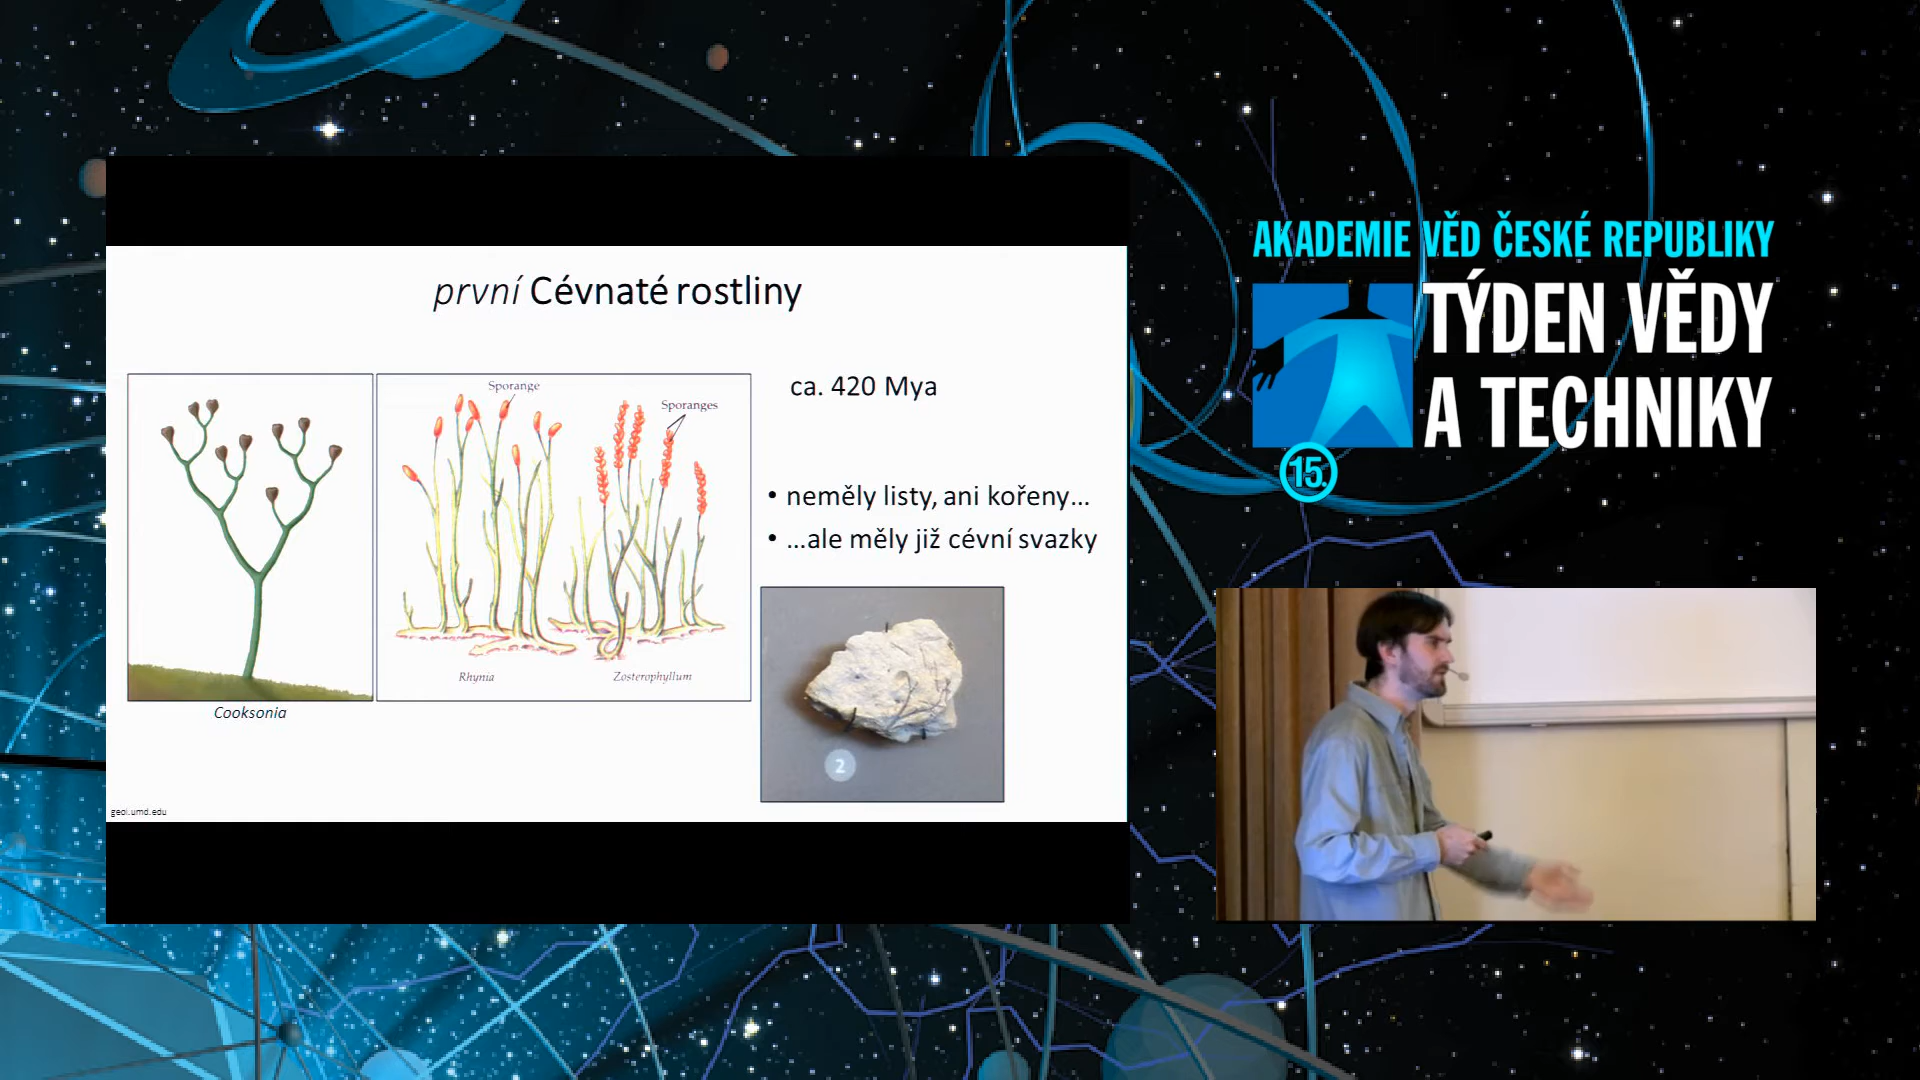 první Cévnaté rostliny
Sporange
Sporanges
Rhynia
Zosterophyllum
Cooksonia
ca. 420 Mya
• neměly listy, ani kořeny...
• ...ale měly již cévní svazky
2
geol.umd.edu
AKADEMIE VĚD ČESKÉ REPUBLIKY
TÝDEN VĚDY
A TECHNIKY
15.